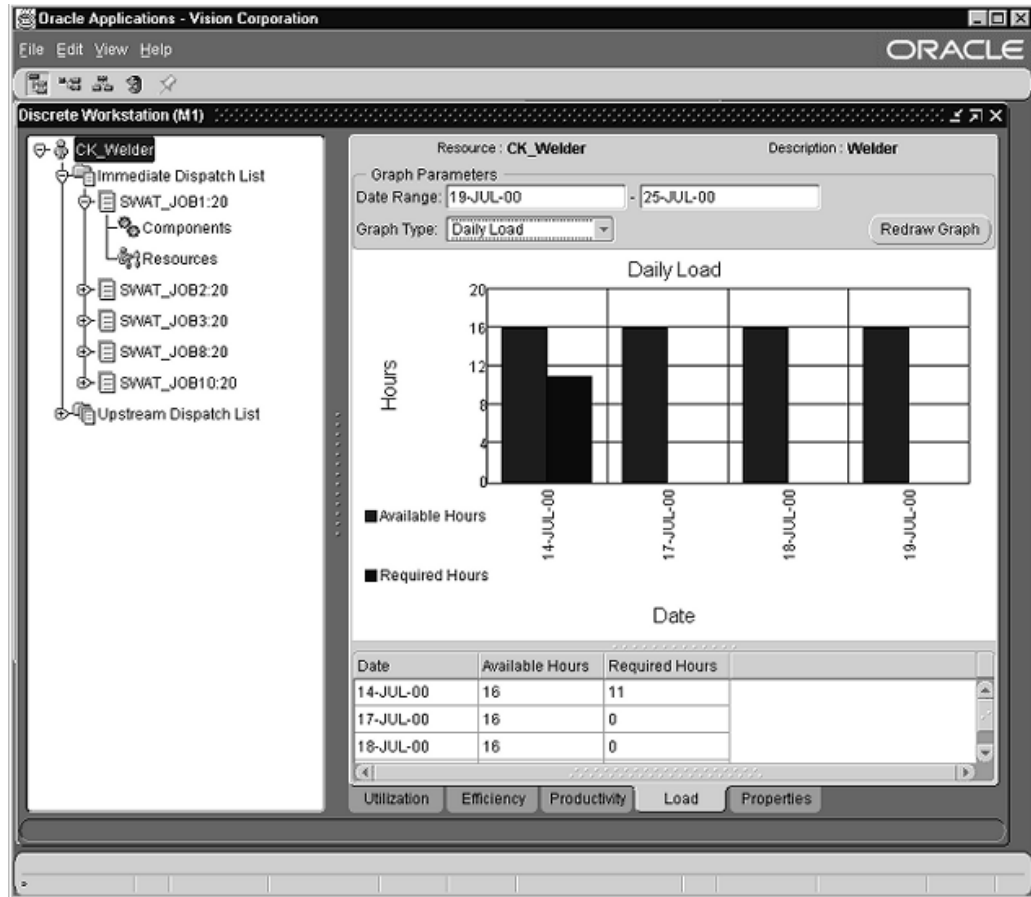 Oracle Applications - Vision Corporation
File Edit View Help
ORACLE
Discrete Workstation (M1)
CK_Welder
Immediate Dispatch List
SWAT_JOB1:20
Components
Resources
SWAT_JOB2:20
SWAT_JOB3:20
SWAT_JOB8:20
SWAT_JOB10:20
Upstream Dispatch List
Resource : CK_Welder Description : Welder
Graph Parameters
Date Range: 19-JUL-00 - 25-JUL-00
Graph Type: Daily Load Redraw Graph
Daily Load
20
16
12
8
4
0
Hours
14-JUL-00 17-JUL-00 18-JUL-00 19-JUL-00
Available Hours
Required Hours
Date
Date Available Hours Required Hours
14-JUL-00 16 11
17-JUL-00 16 0
18-JUL-00 16 0
Utilization Efficiency Productivity Load Properties